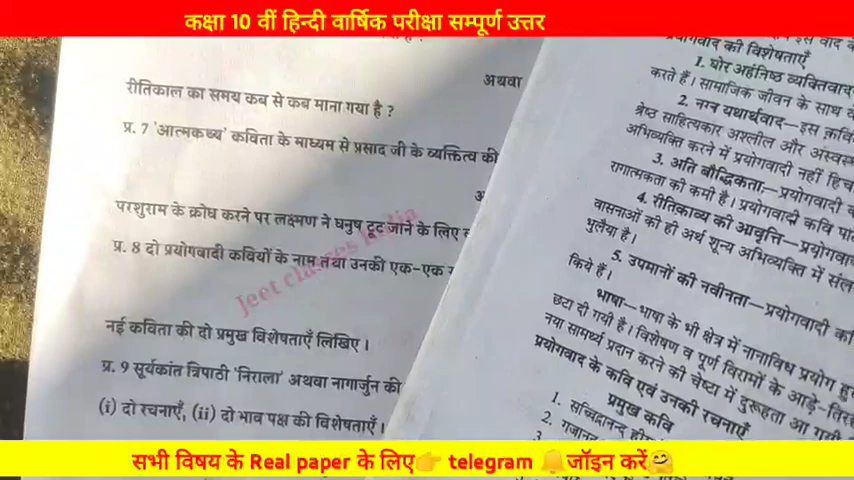 कक्षा 10 वीं हिन्दी वार्षिक परीक्षा सम्पूर्ण उत्तर
अथवा
रीतिकाल का समय कब से कब माना गया है ?
प्र. 7 'आत्मकथ्य' कविता के माध्यम से प्रसाद जी के व्यक्तित्व की
परशुराम के क्रोध करने पर लक्ष्मण ने धनुष टूट जाने के लिए
प्र. 8 दो प्रयोगवादी कवियों के नाम तथा उनकी एक-एक
नई कविता की दो प्रमुख विशेषताएँ लिखिए।
प्र. 9 सूर्यकांत त्रिपाठी 'निराला' अथवा नागार्जुन की
(i) दो रचनाएँ, (ii) दो भाव पक्ष की विशेषताएँ।
Jeet classes India
प्रयोगवाद की विशेषताएँ
1. घोर अहंनिष्ठ व्यक्तिवाद
करते हैं। सामाजिक जीवन के साथ
2. नग्न यथार्थवाद—इस
श्रेष्ठ साहित्यकार अश्लील और
अभिव्यक्ति करने में प्रयोगवादी नहीं
3. अति बौद्धिकता—प्रयोगवादी
रागात्मकता की कमी है। प्रयोगवादी कवि
4. रीतिकाव्य की आवृत्ति—
वासनाओं की ही अर्थ शून्य अभिव्यक्ति में
भुलैया है।
5. उपमानों की नवीनता—प्रयोगवादी
किये हैं।
भाषा—भाषा के भी क्षेत्र में नानाविध प्रयोग
छटा दी गयी है। विशेषण व पूर्ण विरामों के
नया सामर्थ्य प्रदान करने की चेष्टा में दुरूहता आ गयी
प्रयोगवाद के कवि एवं उनकी रचनाएँ
प्रमुख कवि
1. सच्चिदानन्द
2.
3
सभी विषय के Real paper के लिए👉 telegram 🔔जॉइन करें🤗